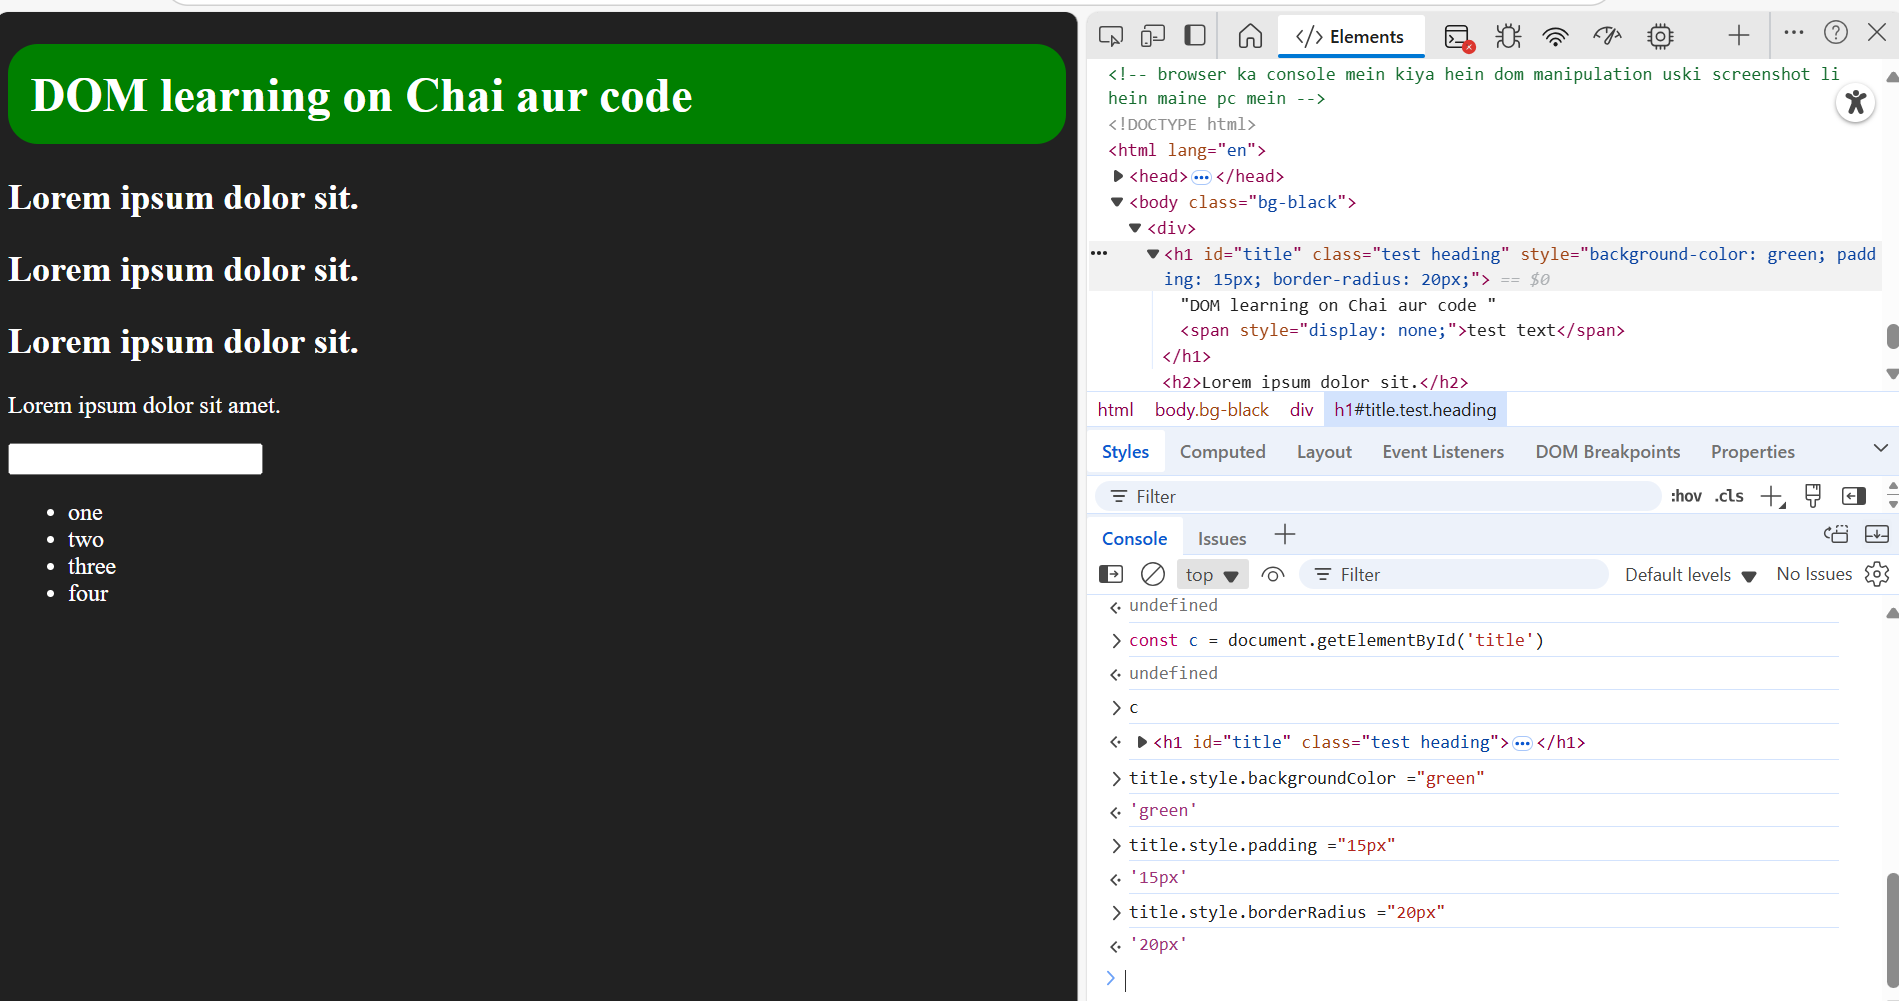 DOM learning on Chai aur code
Lorem ipsum dolor sit.
Lorem ipsum dolor sit.
Lorem ipsum dolor sit.
Lorem ipsum dolor sit amet.
one
two
three
four
</> Elements
<!-- browser ka console mein kiya hein dom manipulation uski screenshot li
hein maine pc mein -->
<!DOCTYPE html>
<html lang="en">
<head>…</head>
<body class="bg-black">
<div>
<h1 id="title" class="test heading" style="background-color: green; padd
ing: 15px; border-radius: 20px;"> == $0
"DOM learning on Chai aur code "
<span style="display: none;">test text</span>
</h1>
<h2>Lorem ipsum dolor sit.</h2>
html body.bg-black div h1#title.test.heading
Styles Computed Layout Event Listeners DOM Breakpoints Properties
Filter :hov .cls
Console Issues
top Filter Default levels No Issues
undefined
const c = document.getElementById('title')
undefined
c
<h1 id="title" class="test heading">…</h1>
title.style.backgroundColor ="green"
'green'
title.style.padding ="15px"
'15px'
title.style.borderRadius ="20px"
'20px'